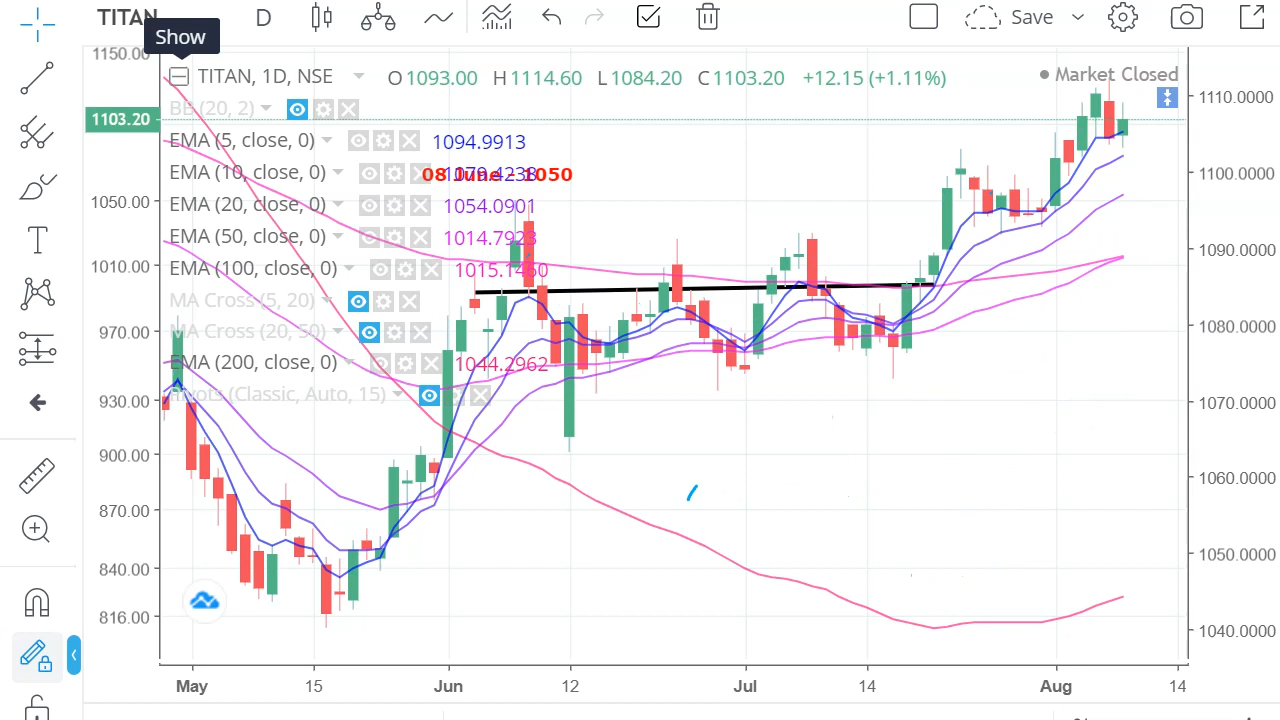 TITAN
D
Save
Show
TITAN, 1D, NSE
O 1093.00 H 1114.60 L 1084.20 C 1103.20 +12.15 (+1.11%)
Market Closed
BB (20, 2)
EMA (5, close, 0) 1094.9913
EMA (10, close, 0)
08 June - 1050
EMA (20, close, 0) 1054.0901
EMA (50, close, 0) 1014.7923
EMA (100, close, 0) 1015.1460
MA Cross (5, 20)
MA Cross (20, 50)
EMA (200, close, 0) 1044.2962
Pivots (Classic, Auto, 15)
1150.00
1103.20
1050.00
1010.00
970.00
930.00
900.00
870.00
840.00
816.00
1110.0000
1100.0000
1090.0000
1080.0000
1070.0000
1060.0000
1050.0000
1040.0000
May 15 Jun 12 Jul 14 Aug 14